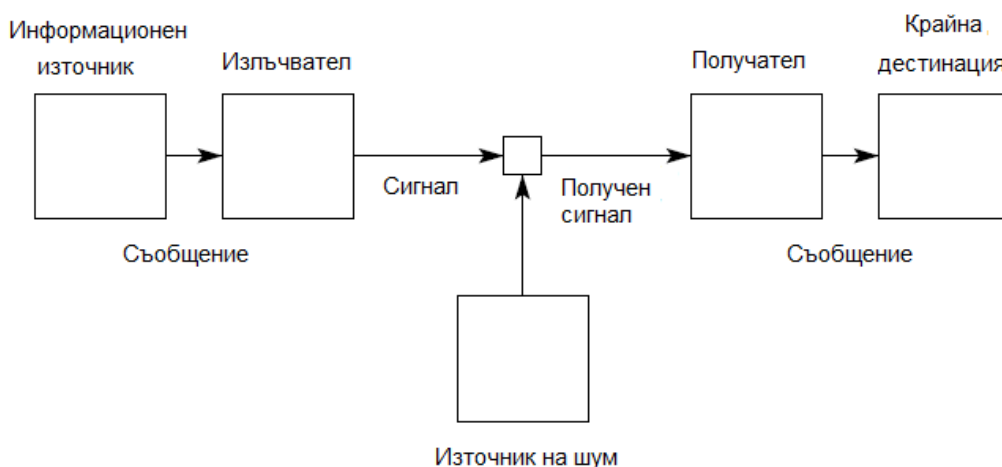 Информационен
източник
Излъчвател
Получател
Крайна
дестинация
Сигнал
Получен
сигнал
Съобщение
Съобщение
Източник на шум